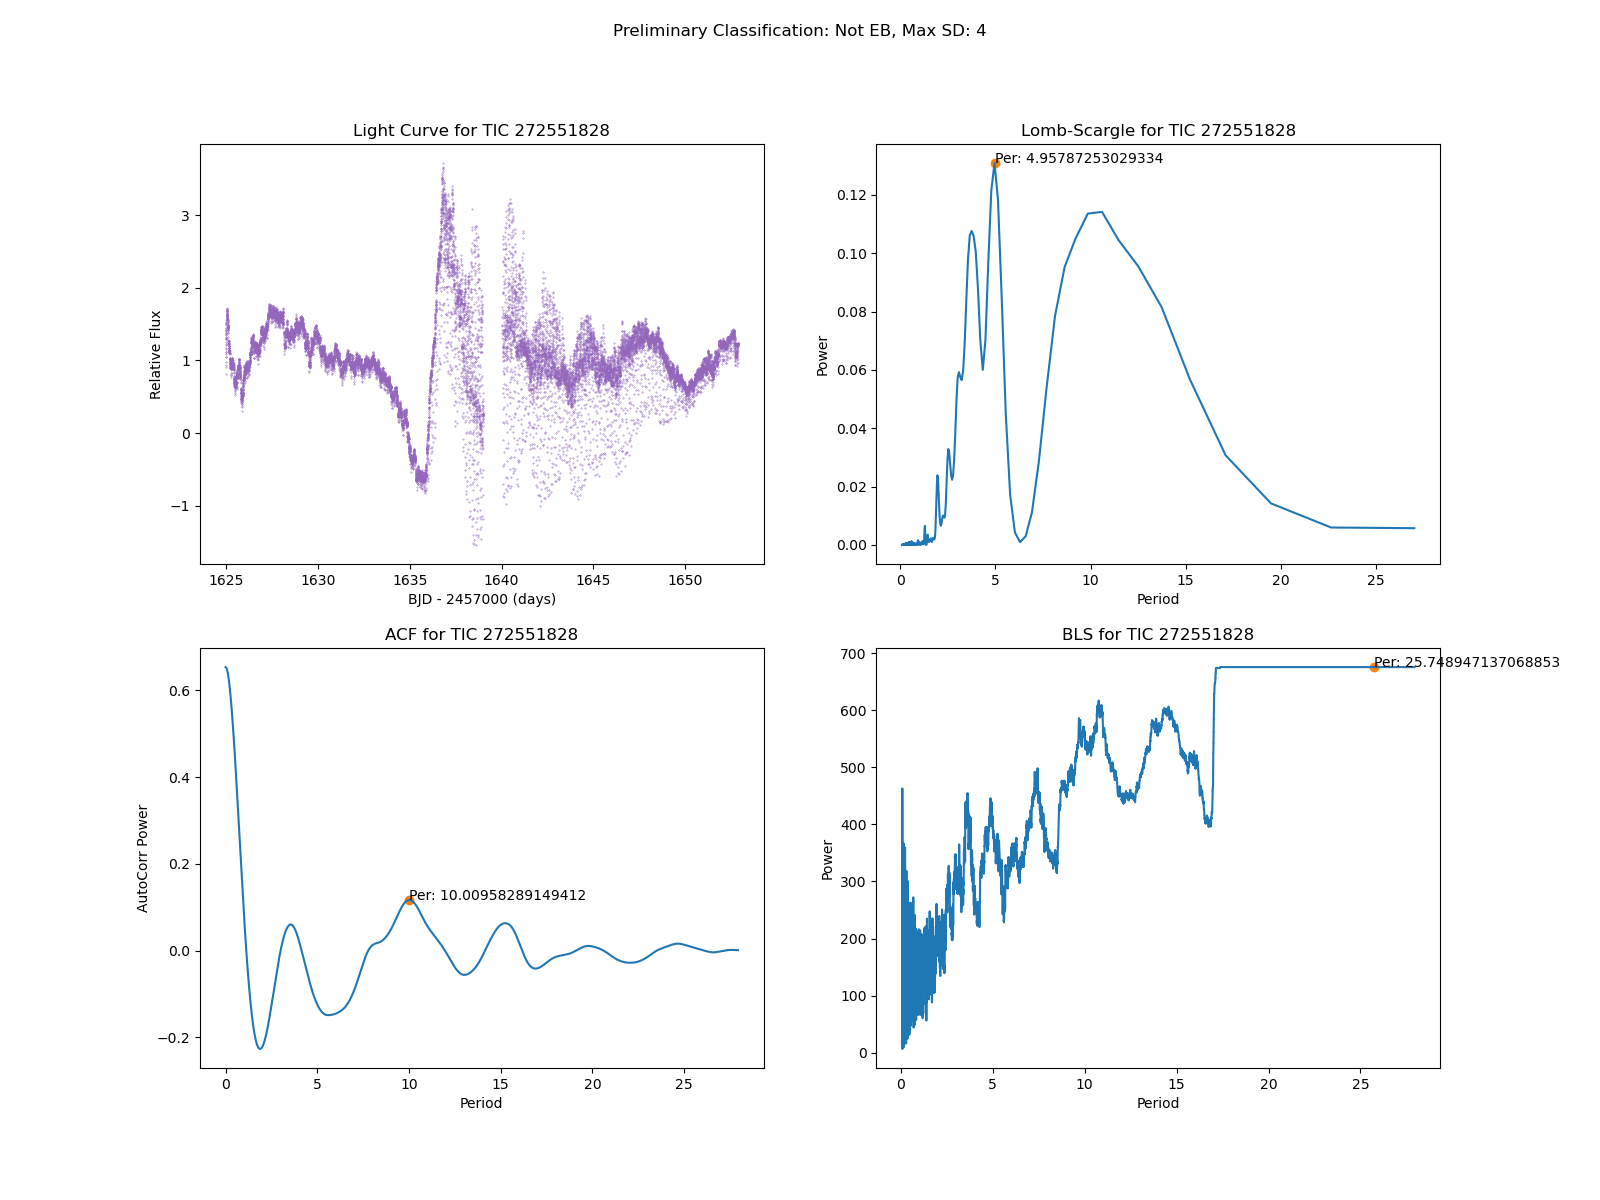 Preliminary Classification: Not EB, Max SD: 4
Light Curve for TIC 272551828
Relative Flux
3
2
1
0
−1
1625 1630 1635 1640 1645 1650
BJD - 2457000 (days)
Lomb-Scargle for TIC 272551828
Per: 4.95787253029334
Power
0.12
0.10
0.08
0.06
0.04
0.02
0.00
0 5 10 15 20 25
Period
ACF for TIC 272551828
Per: 10.00958289149412
AutoCorr Power
0.6
0.4
0.2
0.0
−0.2
0 5 10 15 20 25
Period
BLS for TIC 272551828
Per: 25.748947137068853
Power
700
600
500
400
300
200
100
0
0 5 10 15 20 25
Period